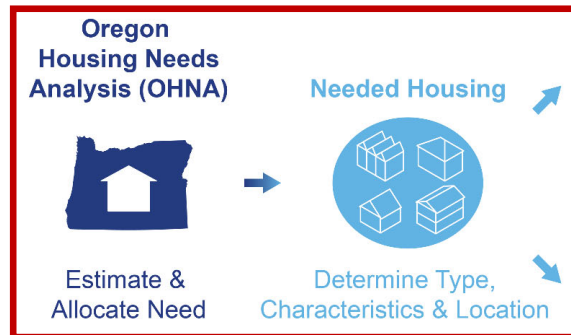 Oregon
Housing Needs
Analysis (OHNA)
Estimate &
Allocate Need
Needed Housing
Determine Type,
Characteristics & Location